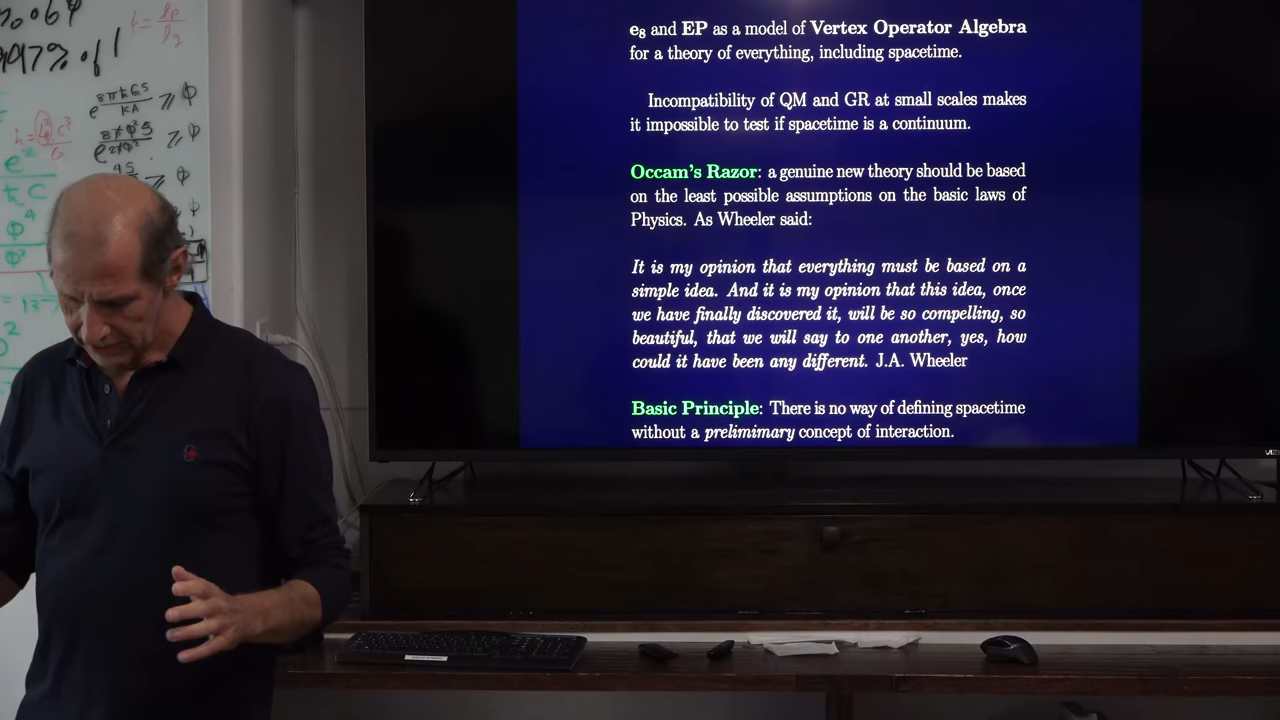 e₈ and EP as a model of Vertex Operator Algebra
for a theory of everything, including spacetime.
Incompatibility of QM and GR at small scales makes
it impossible to test if spacetime is a continuum.
Occam's Razor: a genuine new theory should be based
on the least possible assumptions on the basic laws of
Physics. As Wheeler said:
It is my opinion that everything must be based on a
simple idea. And it is my opinion that this idea, once
we have finally discovered it, will be so compelling, so
beautiful, that we will say to one another, yes, how
could it have been any different. J.A. Wheeler
Basic Principle: There is no way of defining spacetime
without a prelimimary concept of interaction.